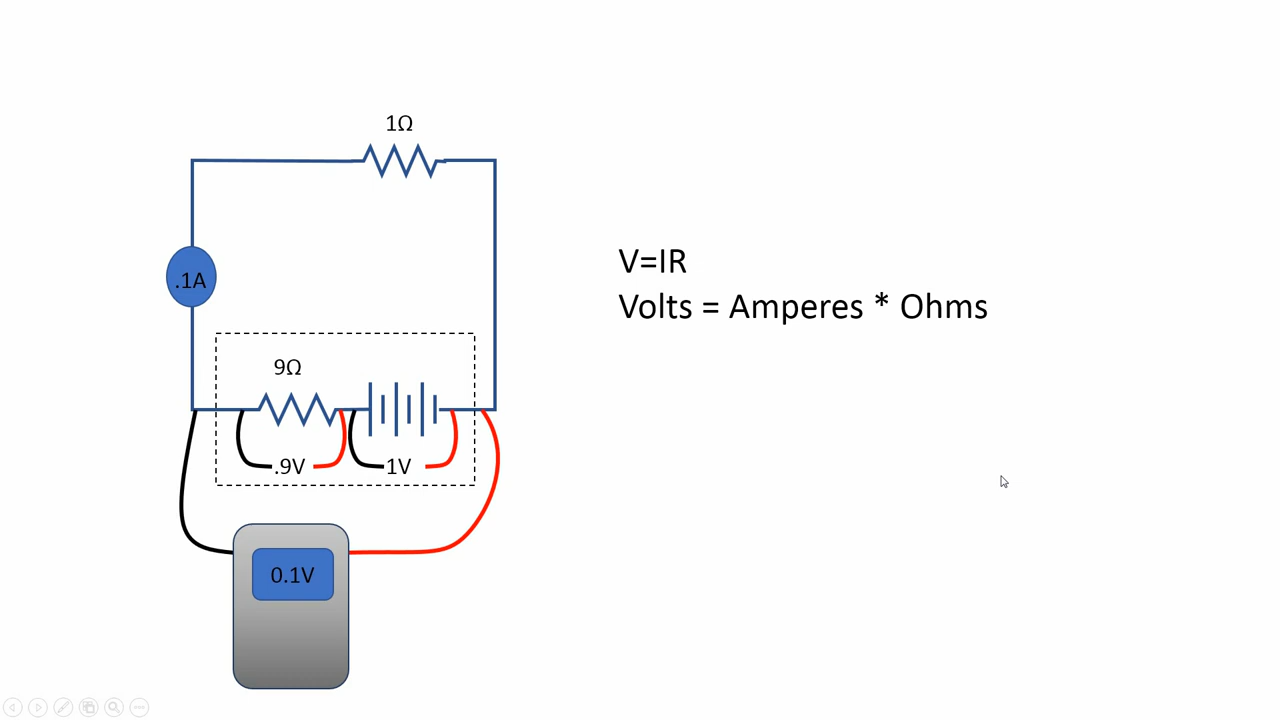 1Ω
.1A
V=IR
Volts = Amperes * Ohms
9Ω
.9V
1V
0.1V